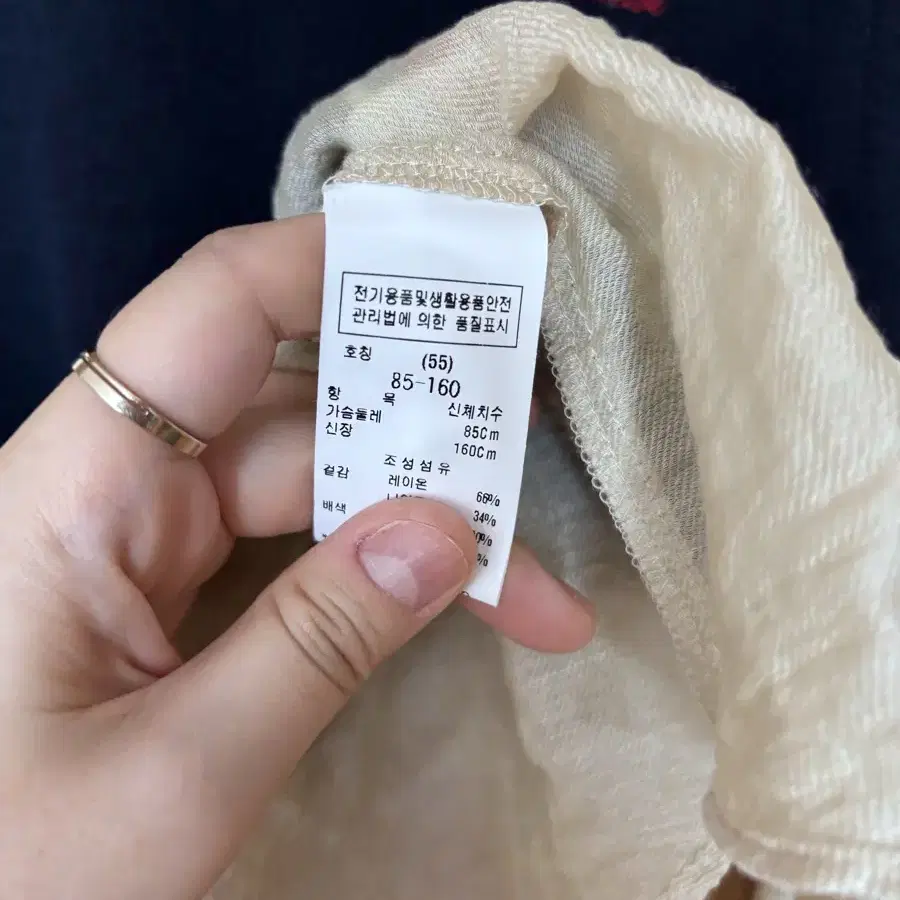 전기용품및생활용품안전
관리법에 의한 품질표시
호칭 (55)
85-160
항 목 신체치수
가슴둘레 85Cm
신장 160Cm
조성섬유
겉감 레이온 66%
34%
배색